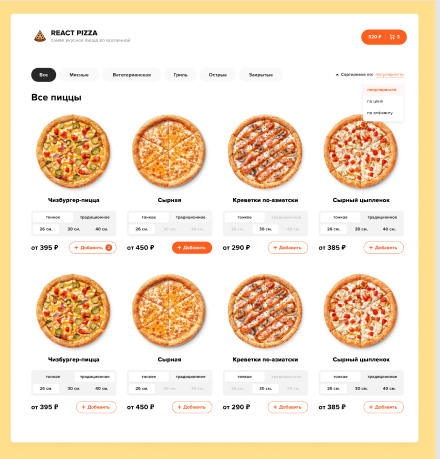 REACT PIZZA
самая вкусная пицца во вселенной
520 ₽ 3
Все Мясные Вегетарианская Гриль Острые Закрытые
Сортировка по: популярности
популярности
по цене
по алфавиту
Все пиццы
Чизбургер-пицца Сырная Креветки по-азиатски Сырный цыпленок
тонкое традиционное тонкое традиционное тонкое традиционное тонкое традиционное
26 см. 30 см. 40 см. 26 см. 30 см. 40 см. 26 см. 30 см. 40 см. 26 см. 30 см. 40 см.
от 395 ₽ + Добавить 2 от 450 ₽ + Добавить от 290 ₽ + Добавить от 385 ₽ + Добавить
Чизбургер-пицца Сырная Креветки по-азиатски Сырный цыпленок
тонкое традиционное тонкое традиционное тонкое традиционное тонкое традиционное
26 см. 30 см. 40 см. 26 см. 30 см. 40 см. 26 см. 30 см. 40 см. 26 см. 30 см. 40 см.
от 395 ₽ + Добавить от 450 ₽ + Добавить от 290 ₽ + Добавить от 385 ₽ + Добавить